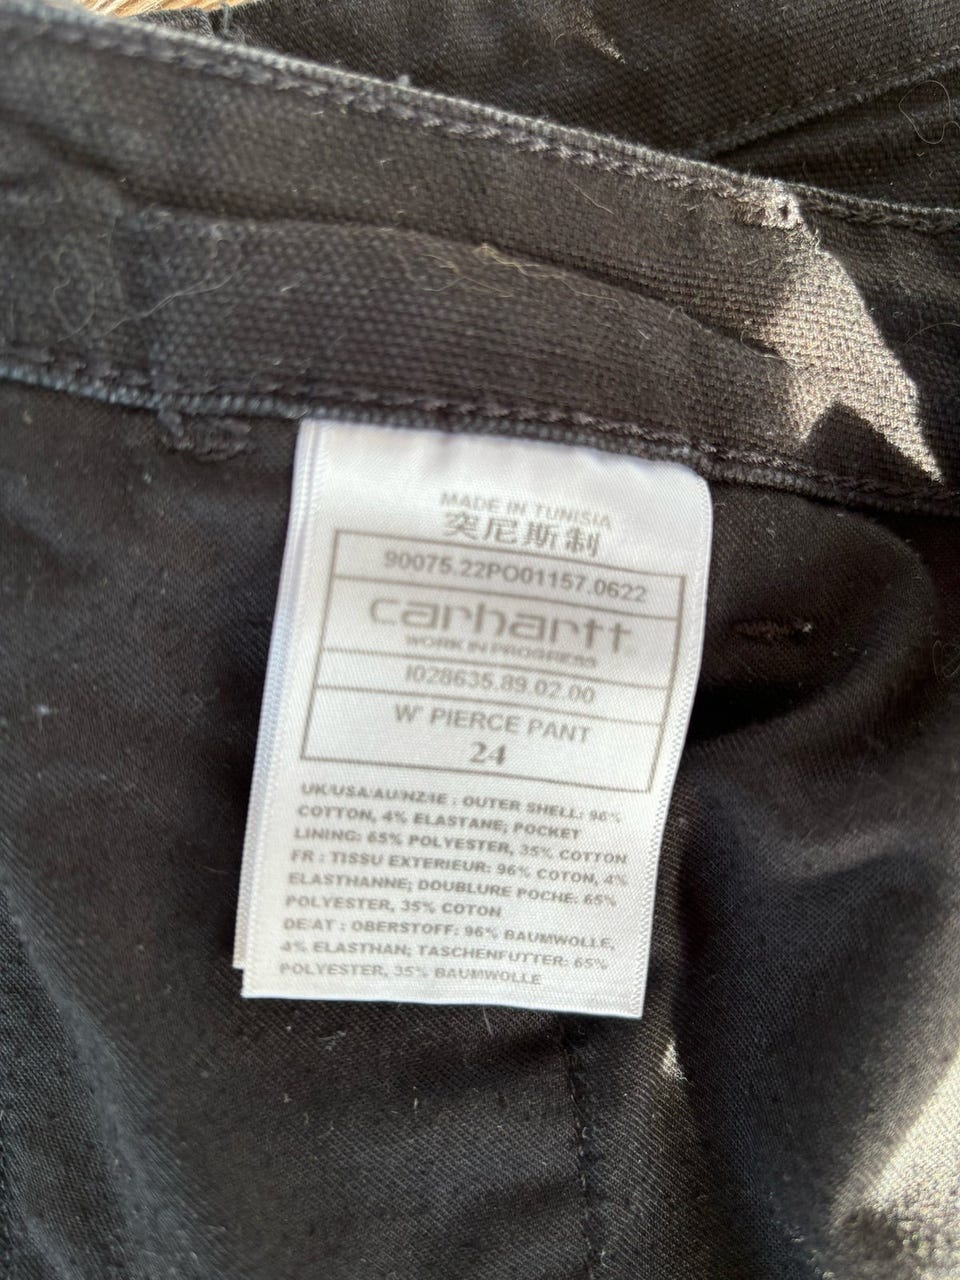 MADE IN TUNISIA
突尼斯制
90075.22PO01157.0622
carhartt
WORK IN PROGRESS
I028635.89.02.00
W' PIERCE PANT
24
UK/USA/AU/NZ/IE : OUTER SHELL: 96%
COTTON, 4% ELASTANE; POCKET
LINING: 65% POLYESTER, 35% COTTON
FR : TISSU EXTERIEUR: 96% COTON, 4%
ELASTHANNE; DOUBLURE POCHE: 65%
POLYESTER, 35% COTON
DE/AT : OBERSTOFF: 96% BAUMWOLLE,
4% ELASTHAN; TASCHENFUTTER: 65%
POLYESTER, 35% BAUMWOLLE